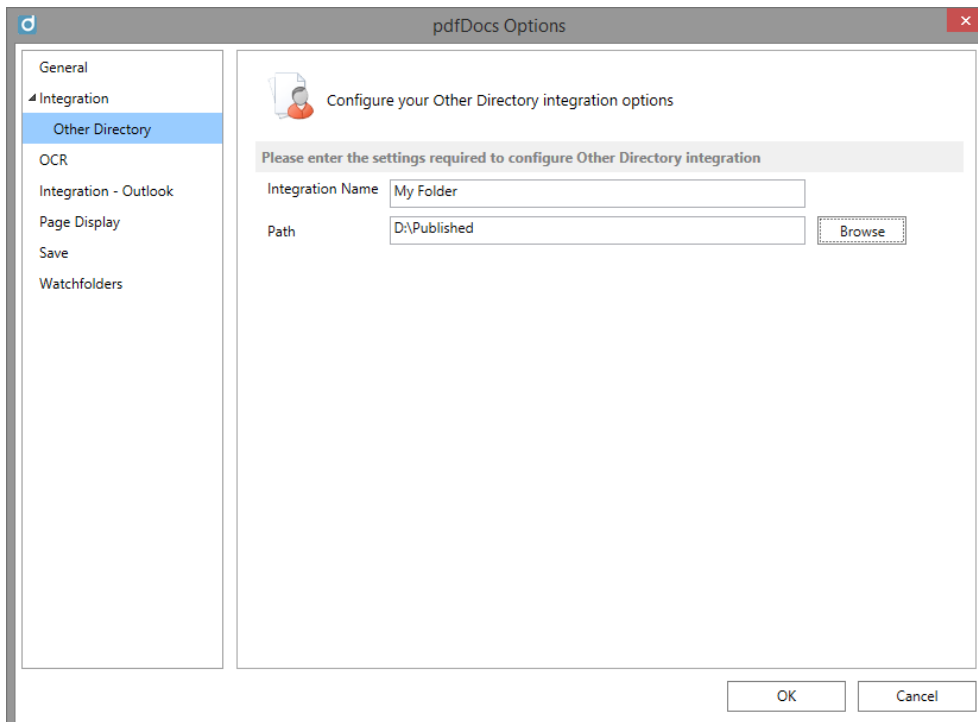 pdfDocs Options
General
Integration
Other Directory
OCR
Integration - Outlook
Page Display
Save
Watchfolders
Configure your Other Directory integration options
Please enter the settings required to configure Other Directory integration
Integration Name My Folder
Path D:\Published Browse
OK Cancel